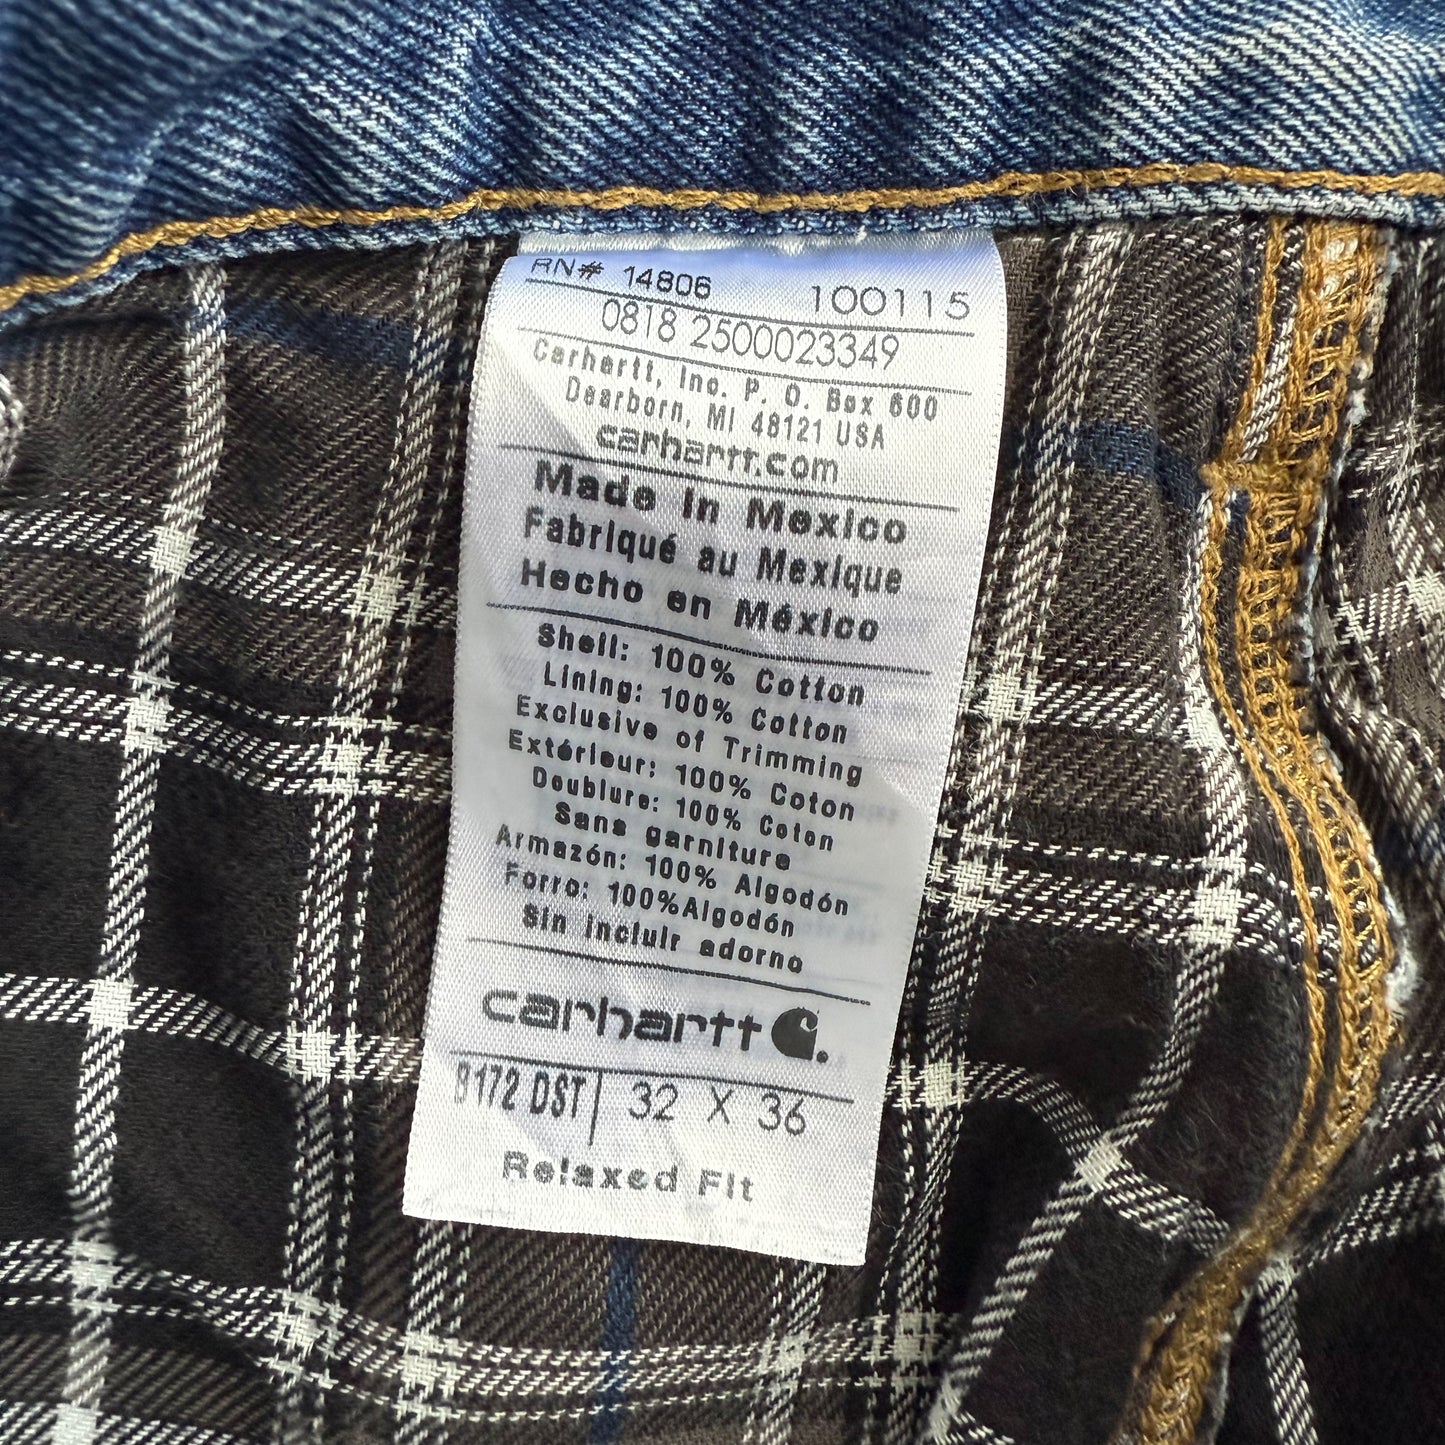 RN# 14806 100115
0818 2500023349
Carhartt, Inc. P. O. Box 600
Dearborn, MI 48121 USA
carhartt.com
Made in Mexico
Fabriqué au Mexique
Hecho en México
Shell: 100% Cotton
Lining: 100% Cotton
Exclusive of Trimming
Extérieur: 100% Coton
Doublure: 100% Coton
Sans garniture
Armazón: 100% Algodón
Forro: 100%Algodón
Sin incluir adorno
carhartt
B172 DST 32 X 36
Relaxed Fit